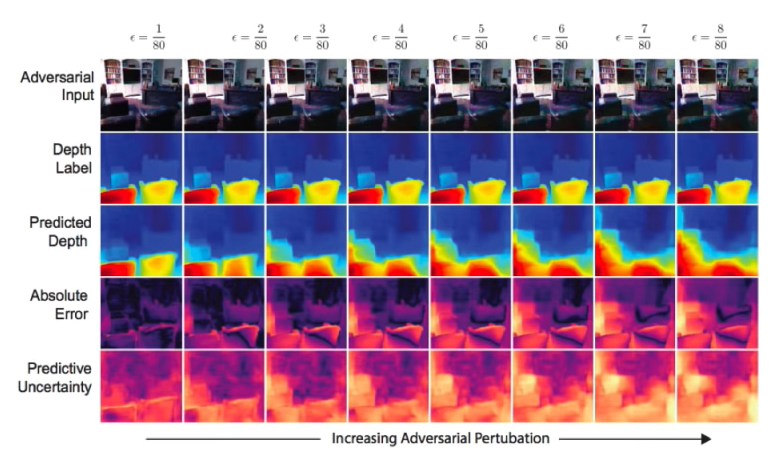 ϵ = 1/80 ϵ = 2/80 ϵ = 3/80 ϵ = 4/80 ϵ = 5/80 ϵ = 6/80 ϵ = 7/80 ϵ = 8/80
Adversarial
Input
Depth
Label
Predicted
Depth
Absolute
Error
Predictive
Uncertainty
Increasing Adversarial Pertubation